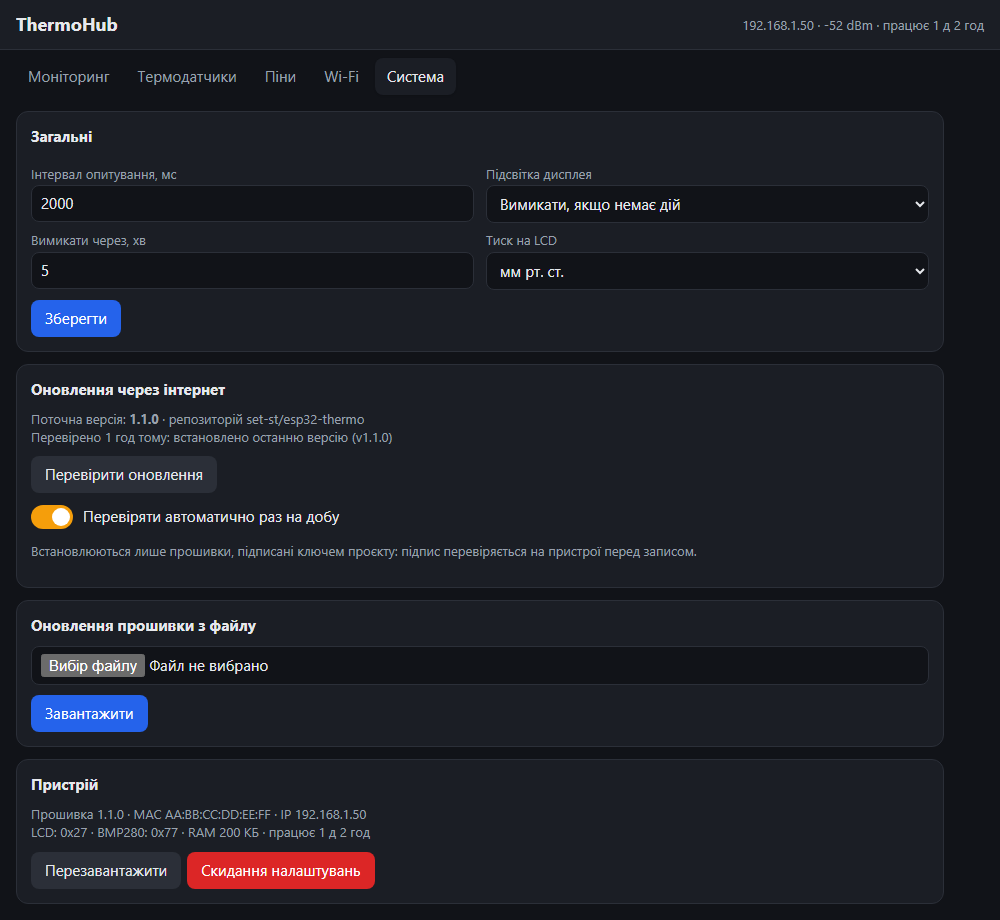 ThermoHub
192.168.1.50 · -52 dBm · працює 1 д 2 год
Моніторинг Термодатчики Піни Wi-Fi Система
Загальні
Інтервал опитування, мс
2000
Підсвітка дисплея
Вимикати, якщо немає дій
Вимикати через, хв
5
Тиск на LCD
мм рт. ст.
Зберегти
Оновлення через інтернет
Поточна версія: 1.1.0 · репозиторій set-st/esp32-thermo
Перевірено 1 год тому: встановлено останню версію (v1.1.0)
Перевірити оновлення
Перевіряти автоматично раз на добу
Встановлюються лише прошивки, підписані ключем проєкту: підпис перевіряється на пристрої перед записом.
Оновлення прошивки з файлу
Вибір файлу Файл не вибрано
Завантажити
Пристрій
Прошивка 1.1.0 · MAC AA:BB:CC:DD:EE:FF · IP 192.168.1.50
LCD: 0x27 · BMP280: 0x77 · RAM 200 КБ · працює 1 д 2 год
Перезавантажити Скидання налаштувань